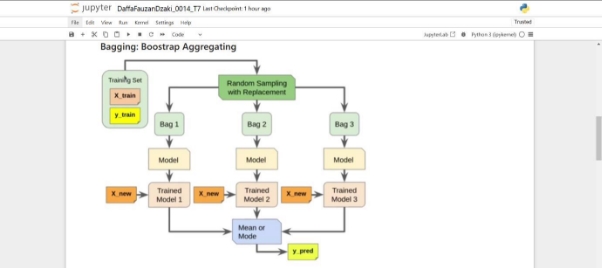 jupyter DaffaFauzanDzaki_0014_T7 Last Checkpoint: 1 hour ago
File Edit View Run Kernel Settings Help
Trusted
Code
JupyterLab
Python 3 (ipykernel)
Bagging: Boostrap Aggregating
Training Set
X_train
y_train
Random Sampling
with Replacement
Bag 1
Bag 2
Bag 3
Model
Model
Model
X_new
Trained
Model 1
X_new
Trained
Model 2
X_new
Trained
Model 3
Mean or
Mode
y_pred